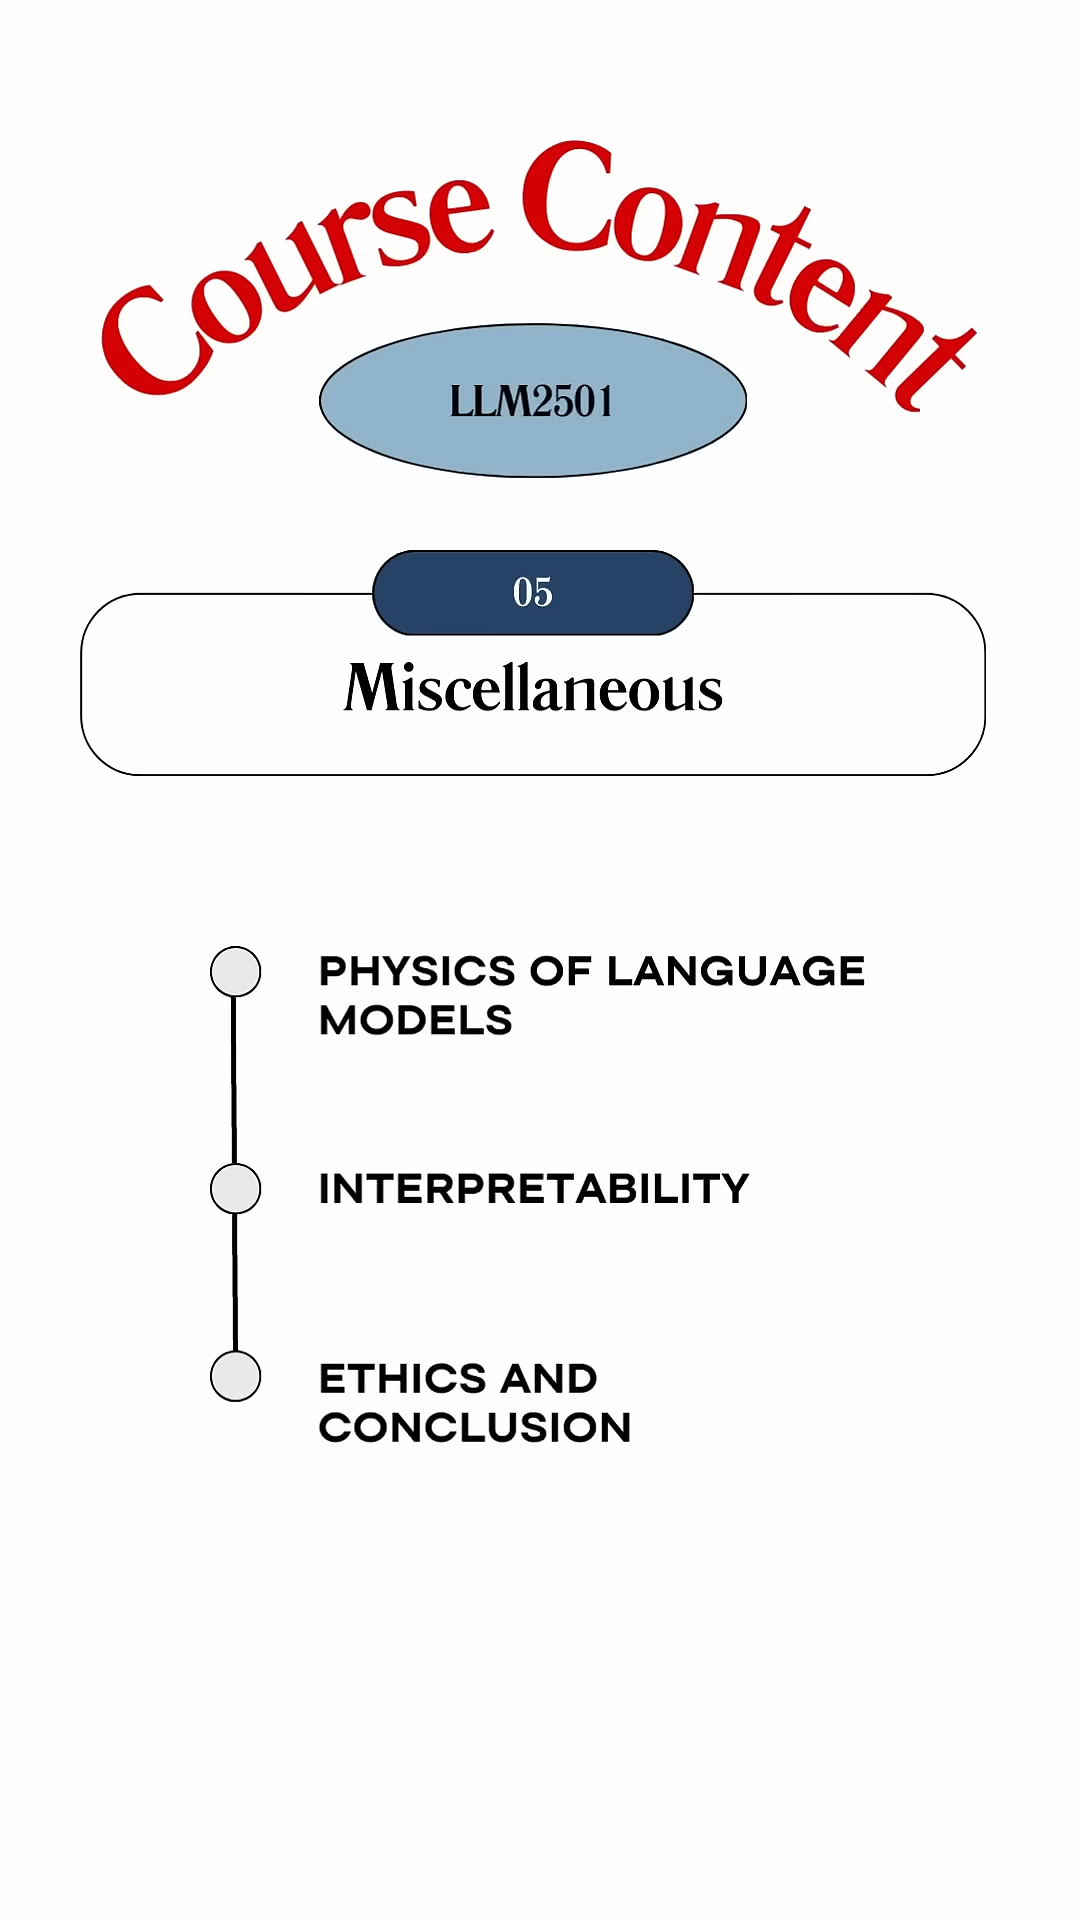 Course Content
LLM2501
05
Miscellaneous
PHYSICS OF LANGUAGE
MODELS
INTERPRETABILITY
ETHICS AND
CONCLUSION